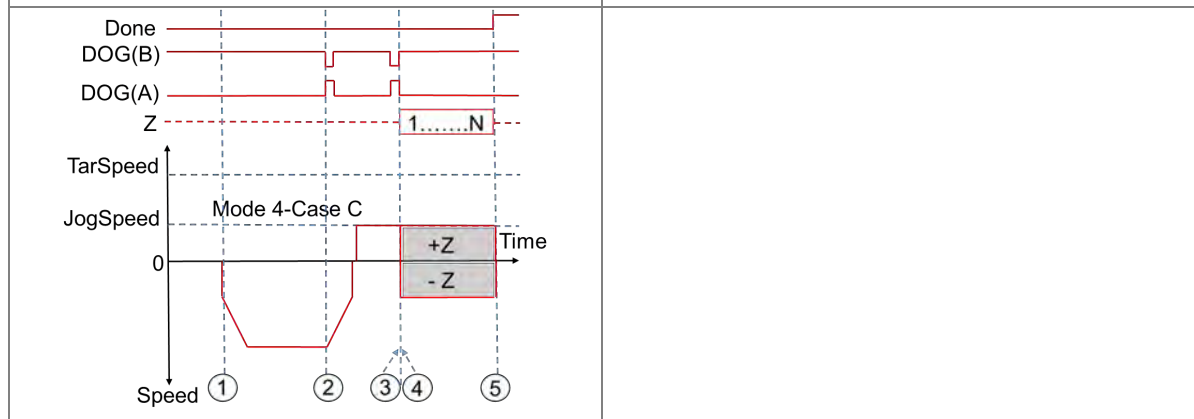 Done
DOG(B)
DOG(A)
Z
1.......N
TarSpeed
Mode 4-Case C
JogSpeed
+Z
Time
0
- Z
Speed
1
2
3
4
5